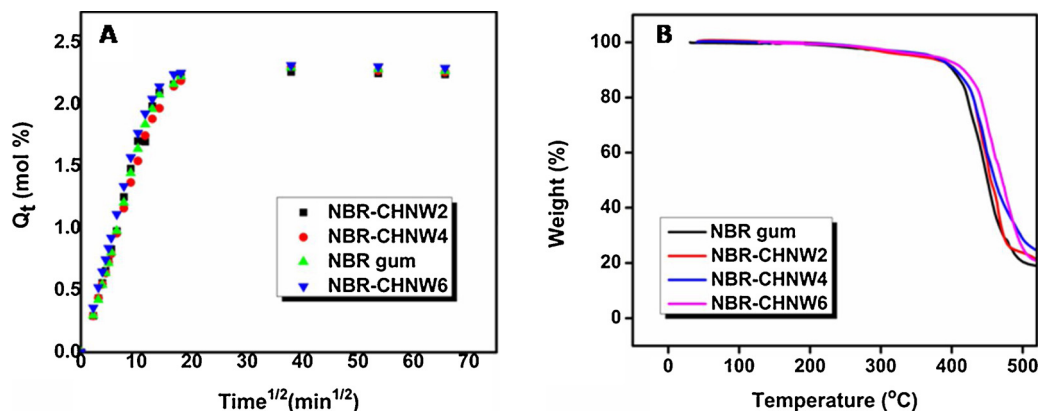 A
2.5
2.0
1.5
1.0
0.5
0.0
Qt (mol %)
NBR-CHNW2
NBR-CHNW4
NBR gum
NBR-CHNW6
0 10 20 30 40 50 60 70
Time1/2(min1/2)
B
100
80
60
40
20
0
Weight (%)
NBR gum
NBR-CHNW2
NBR-CHNW4
NBR-CHNW6
0 100 200 300 400 500
Temperature (oC)